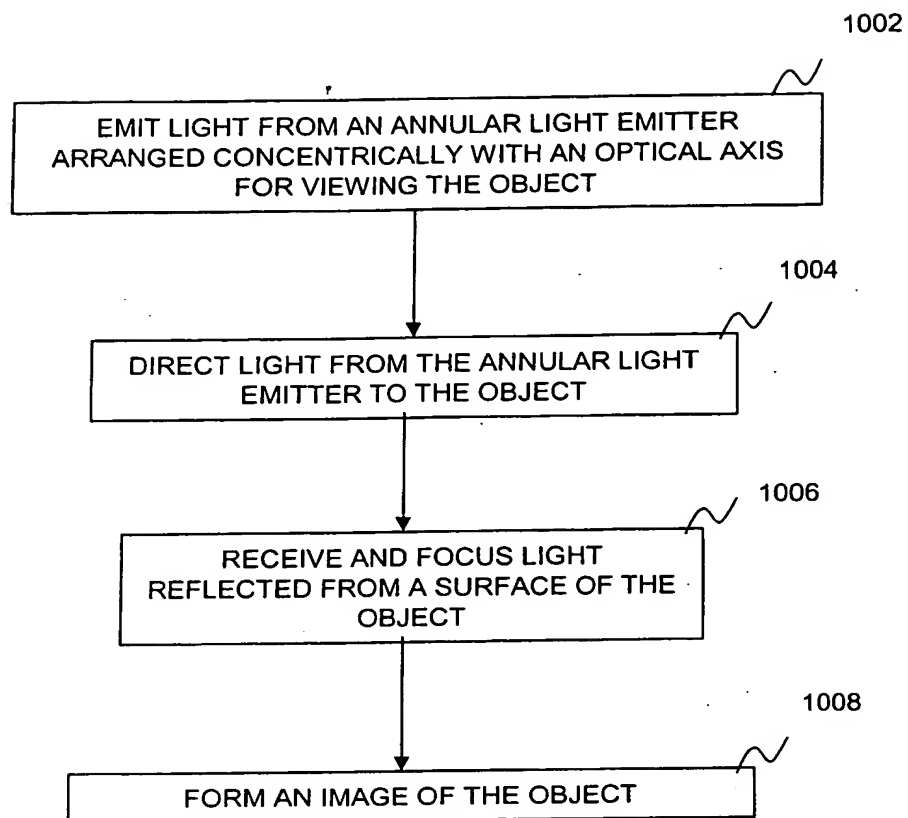 1002
EMIT LIGHT FROM AN ANNULAR LIGHT EMITTER
ARRANGED CONCENTRICALLY WITH AN OPTICAL AXIS
FOR VIEWING THE OBJECT
1004
DIRECT LIGHT FROM THE ANNULAR LIGHT
EMITTER TO THE OBJECT
1006
RECEIVE AND FOCUS LIGHT
REFLECTED FROM A SURFACE OF THE
OBJECT
1008
FORM AN IMAGE OF THE OBJECT